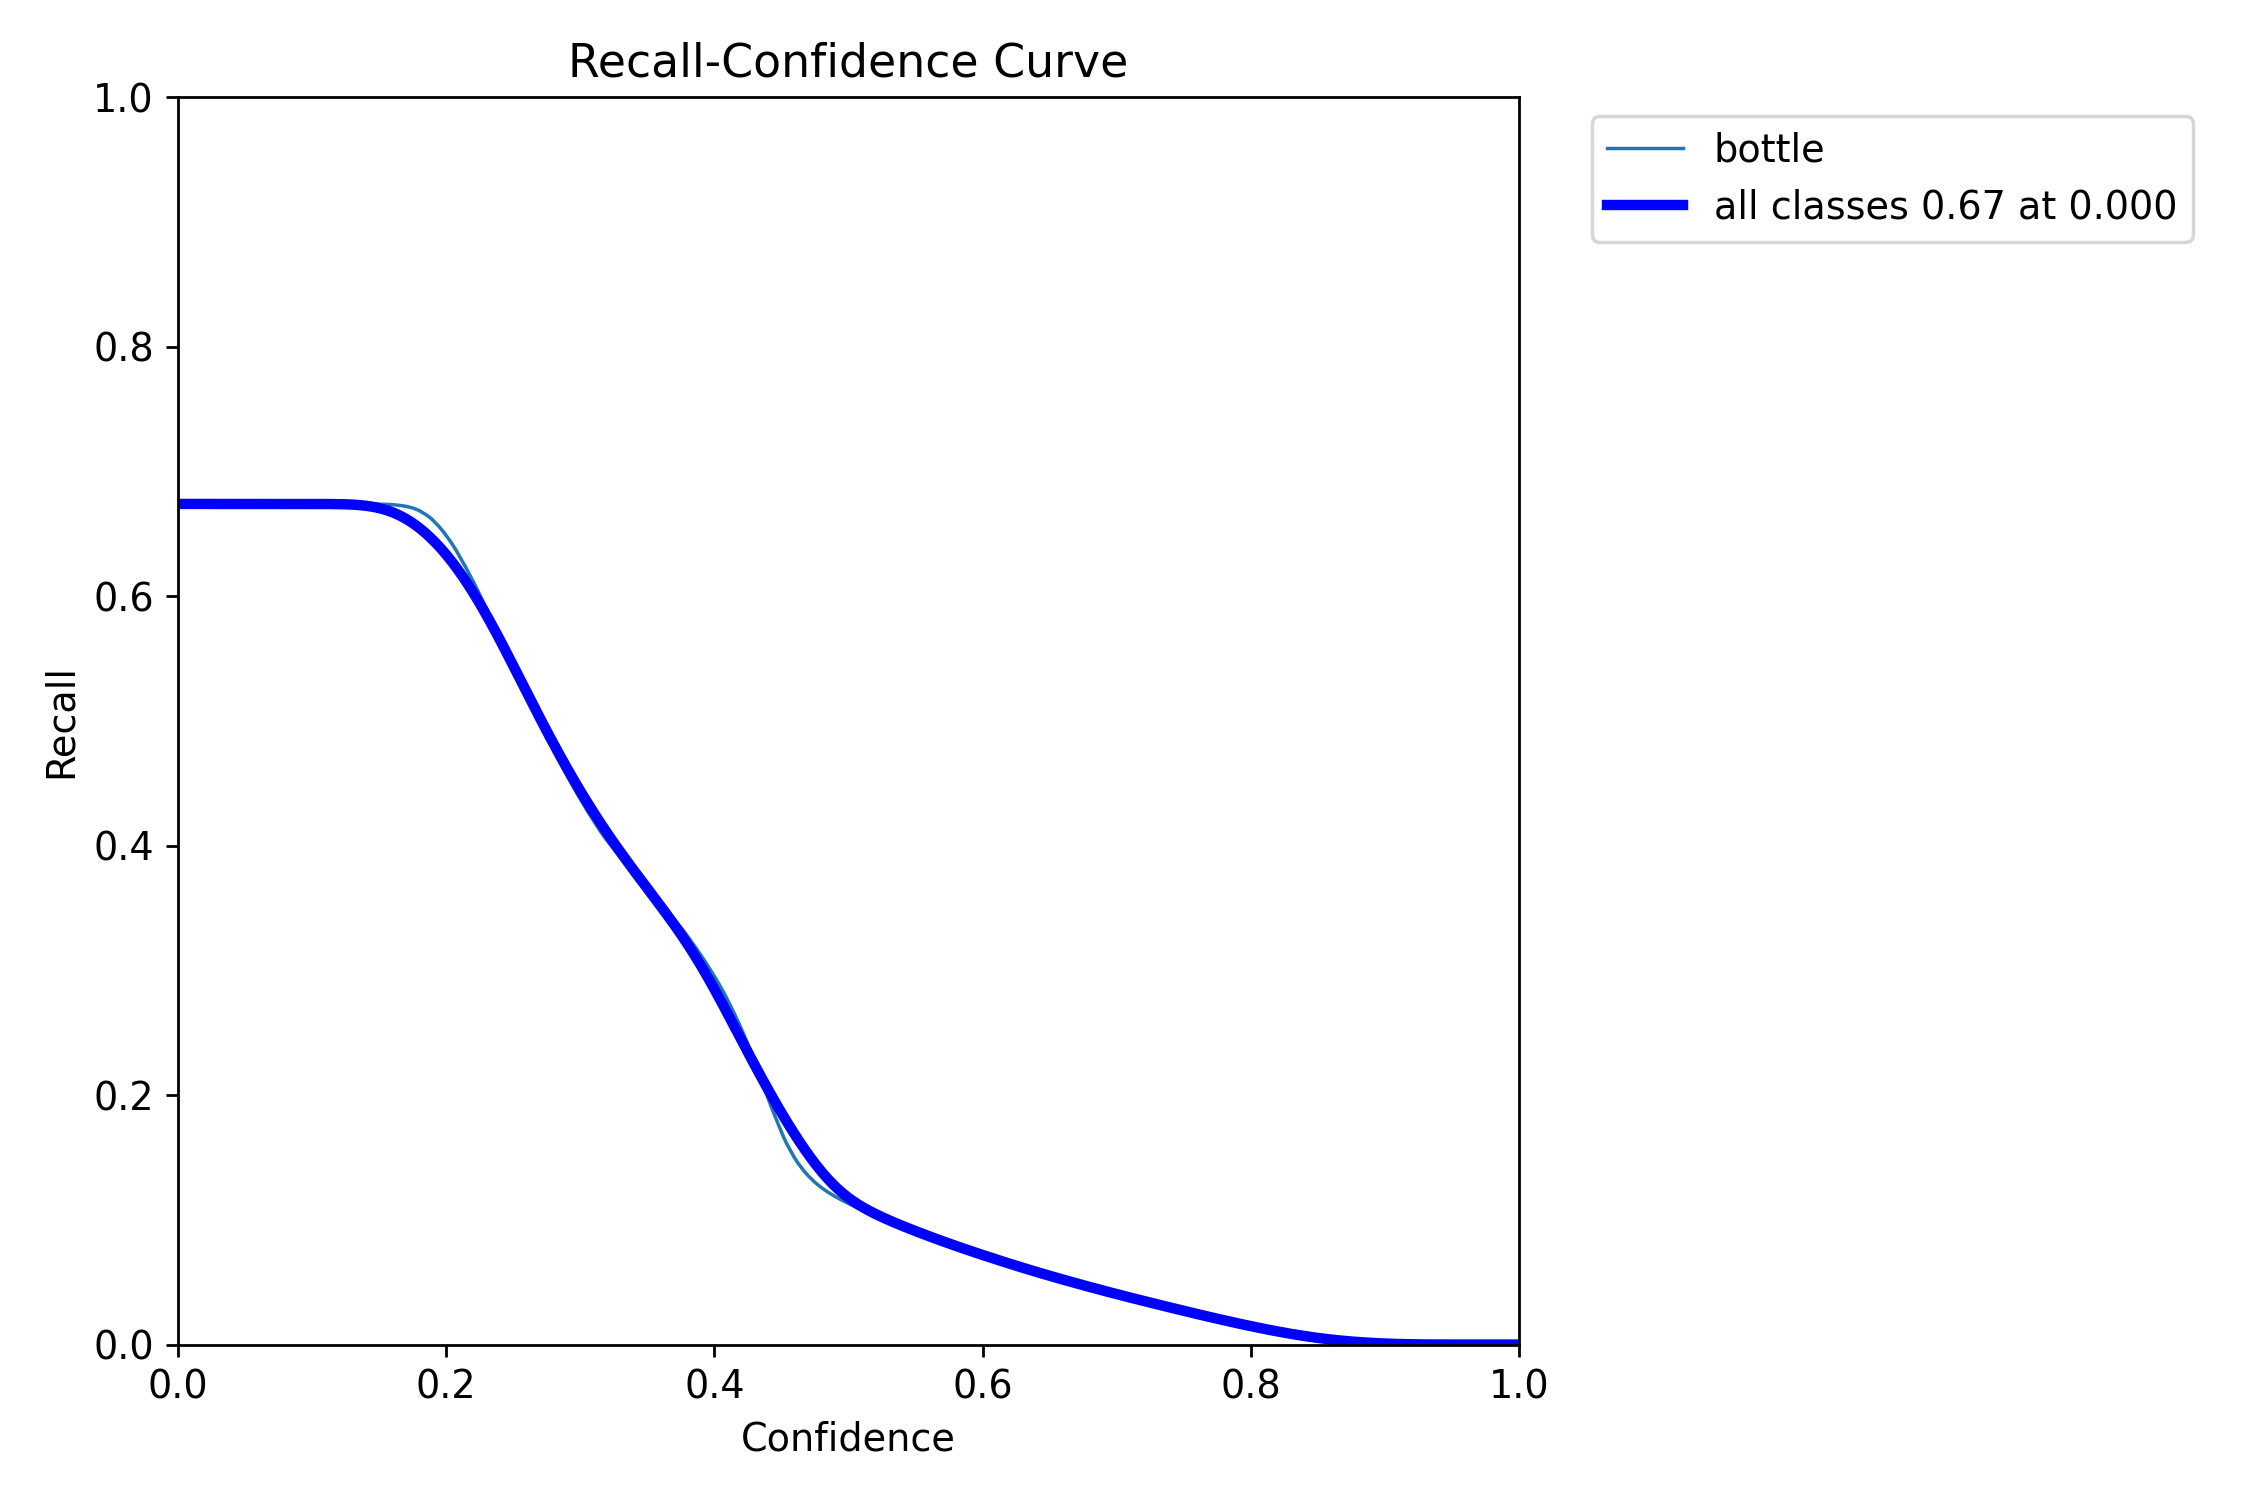 Recall-Confidence Curve
1.0
0.8
0.6
0.4
0.2
0.0
Recall
0.0 0.2 0.4 0.6 0.8 1.0
Confidence
bottle
all classes 0.67 at 0.000